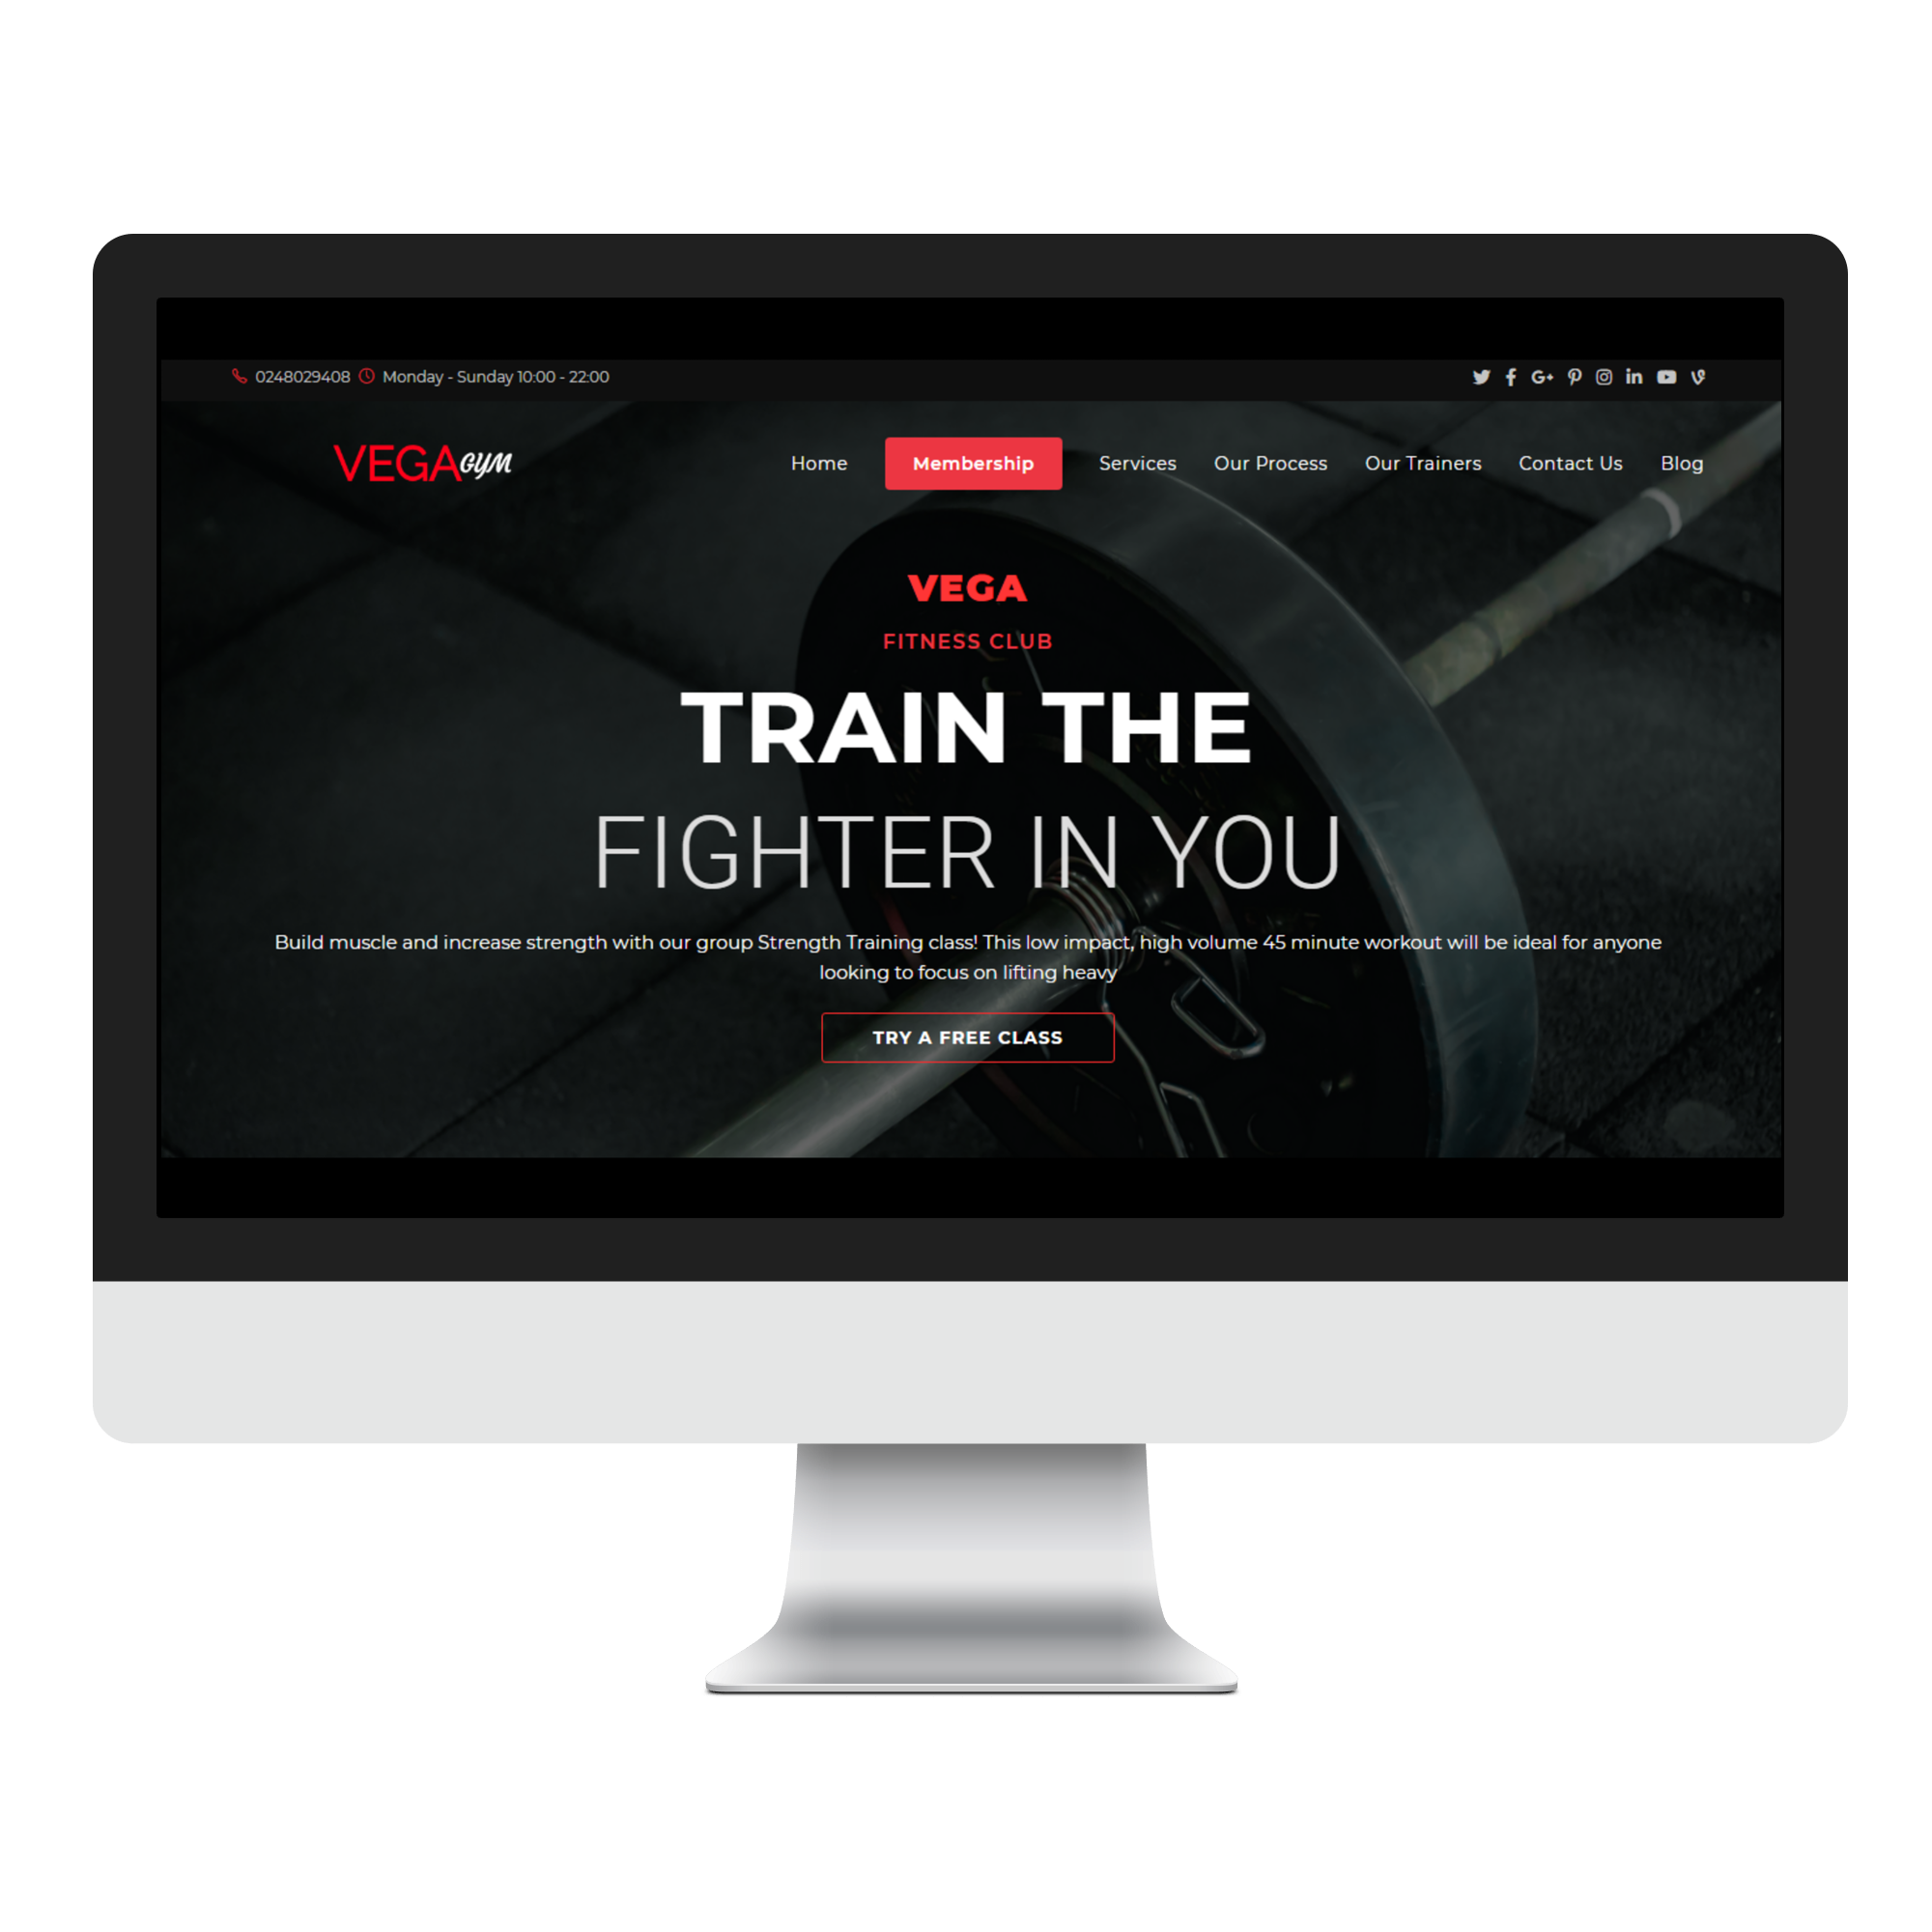 0248029408 Monday - Sunday 10:00 - 22:00
VEGA GYM
Home Membership Services Our Process Our Trainers Contact Us Blog
VEGA
FITNESS CLUB
TRAIN THE
FIGHTER IN YOU
Build muscle and increase strength with our group Strength Training class! This low impact, high volume 45 minute workout will be ideal for anyone
looking to focus on lifting heavy
TRY A FREE CLASS